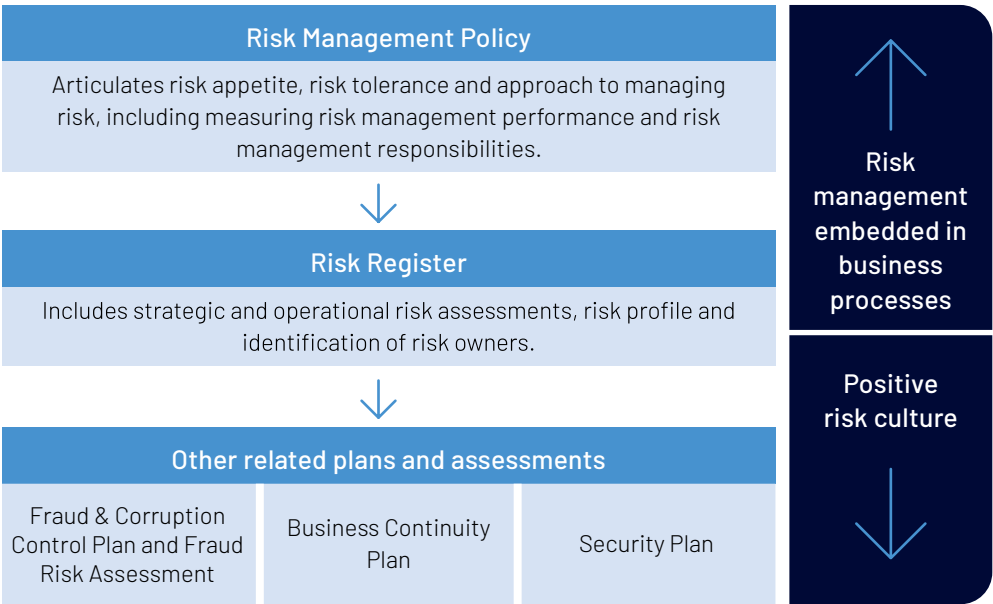 Risk Management Policy
Articulates risk appetite, risk tolerance and approach to managing
risk, including measuring risk management performance and risk
management responsibilities.
Risk Register
Includes strategic and operational risk assessments, risk profile and
identification of risk owners.
Other related plans and assessments
Fraud & Corruption
Control Plan and Fraud
Risk Assessment
Business Continuity
Plan
Security Plan
Risk
management
embedded in
business
processes
Positive
risk culture